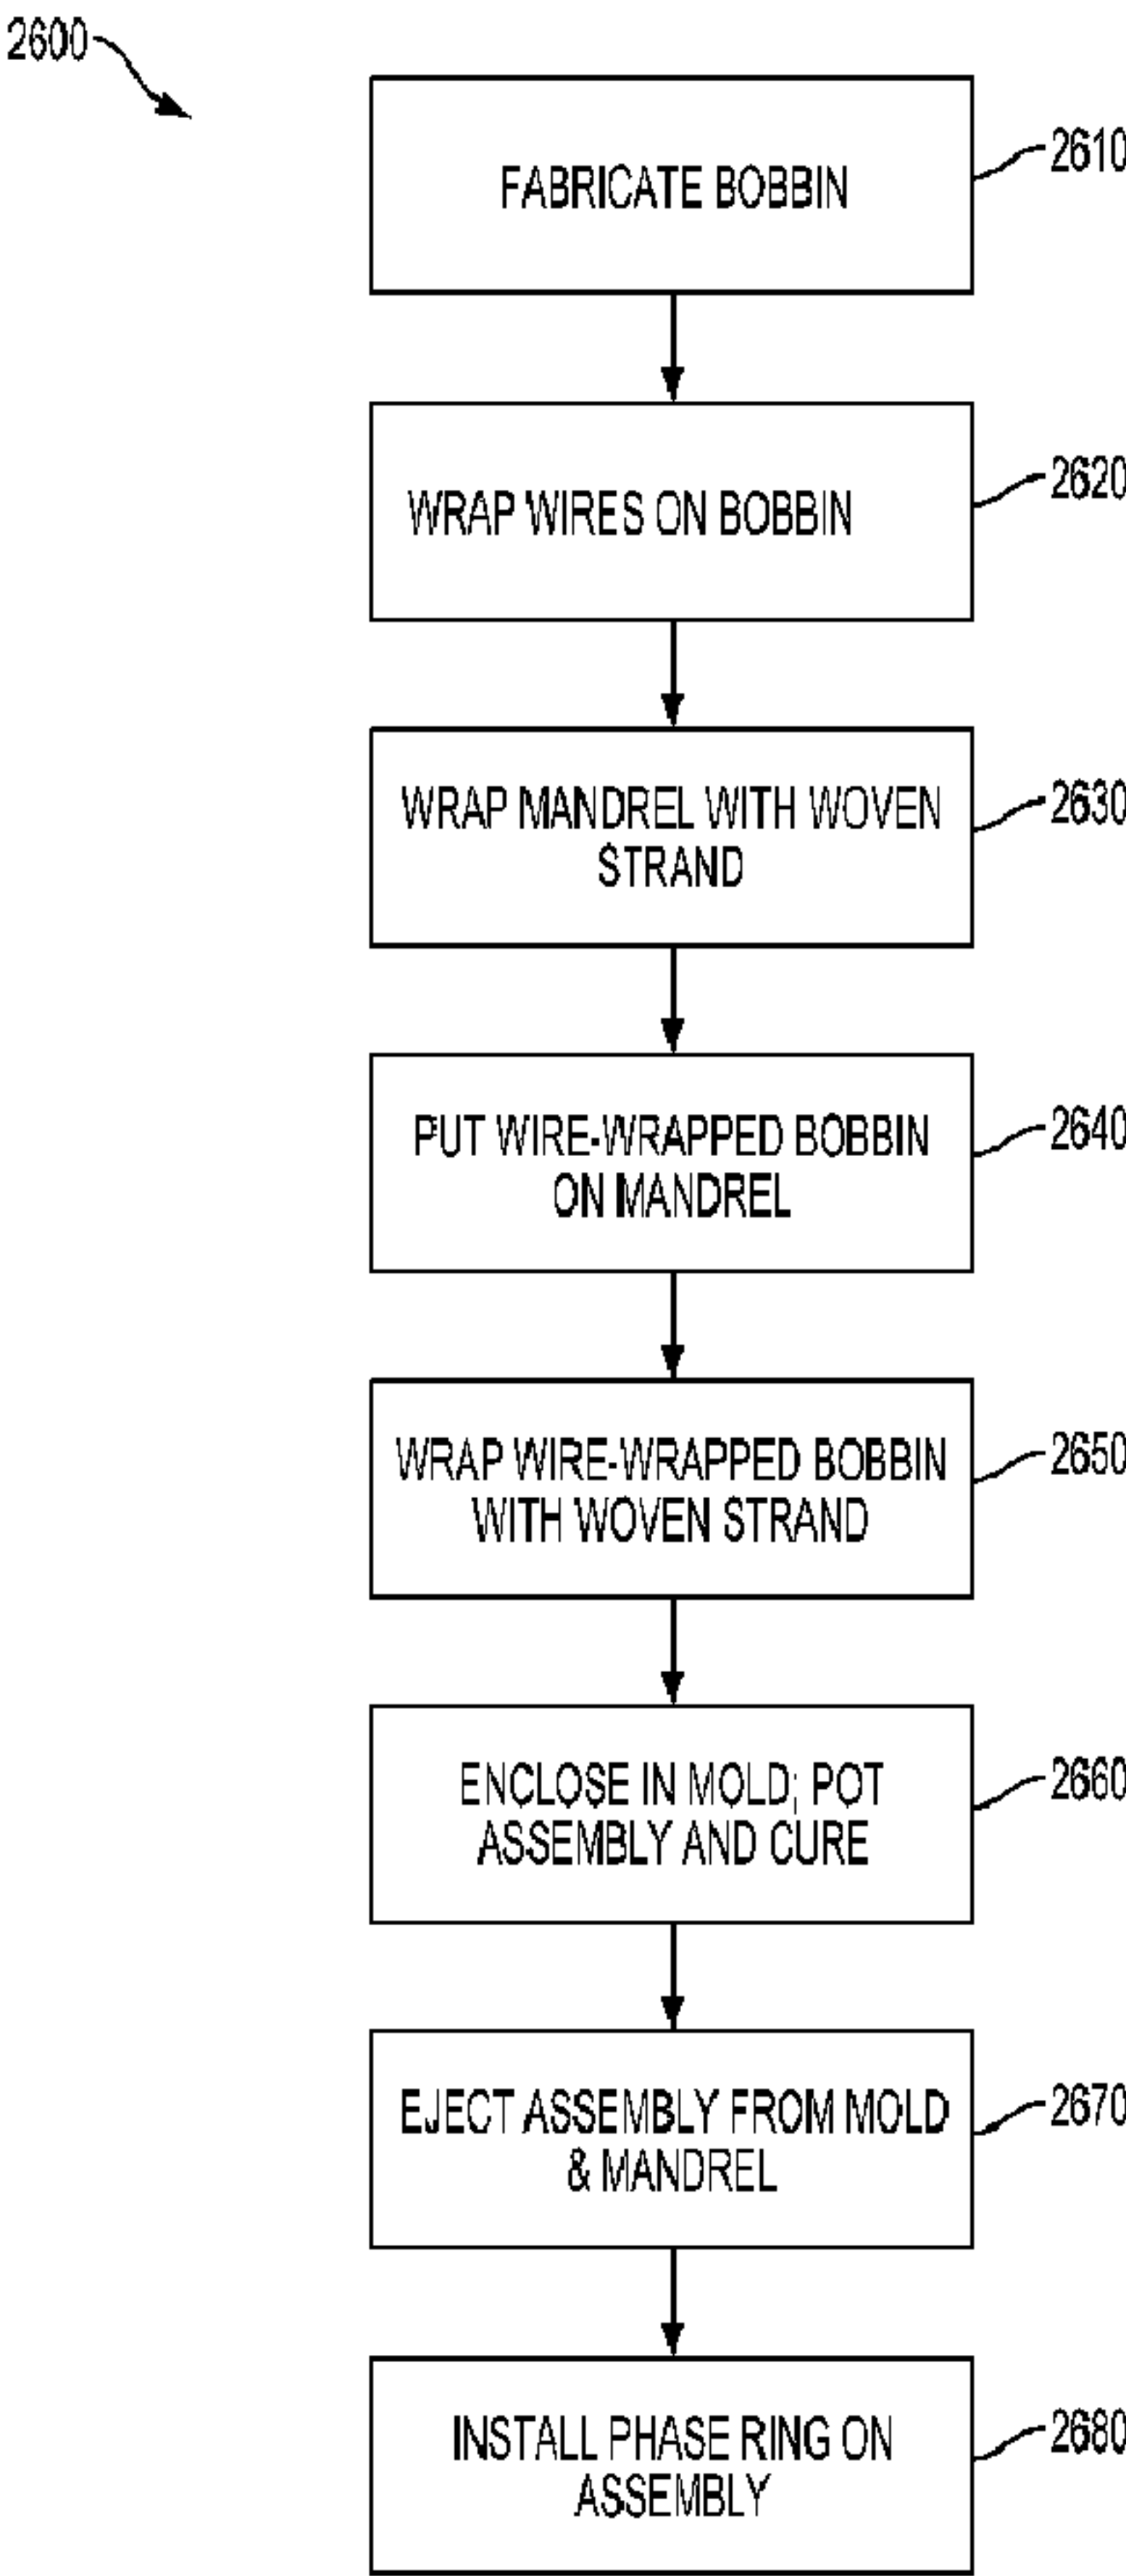 2600
FABRICATE BOBBIN
2610
WRAP WIRES ON BOBBIN
2620
WRAP MANDREL WITH WOVEN
STRAND
2630
PUT WIRE-WRAPPED BOBBIN
ON MANDREL
2640
WRAP WIRE-WRAPPED BOBBIN
WITH WOVEN STRAND
2650
ENCLOSE IN MOLD; POT
ASSEMBLY AND CURE
2660
EJECT ASSEMBLY FROM MOLD
& MANDREL
2670
INSTALL PHASE RING ON
ASSEMBLY
2680